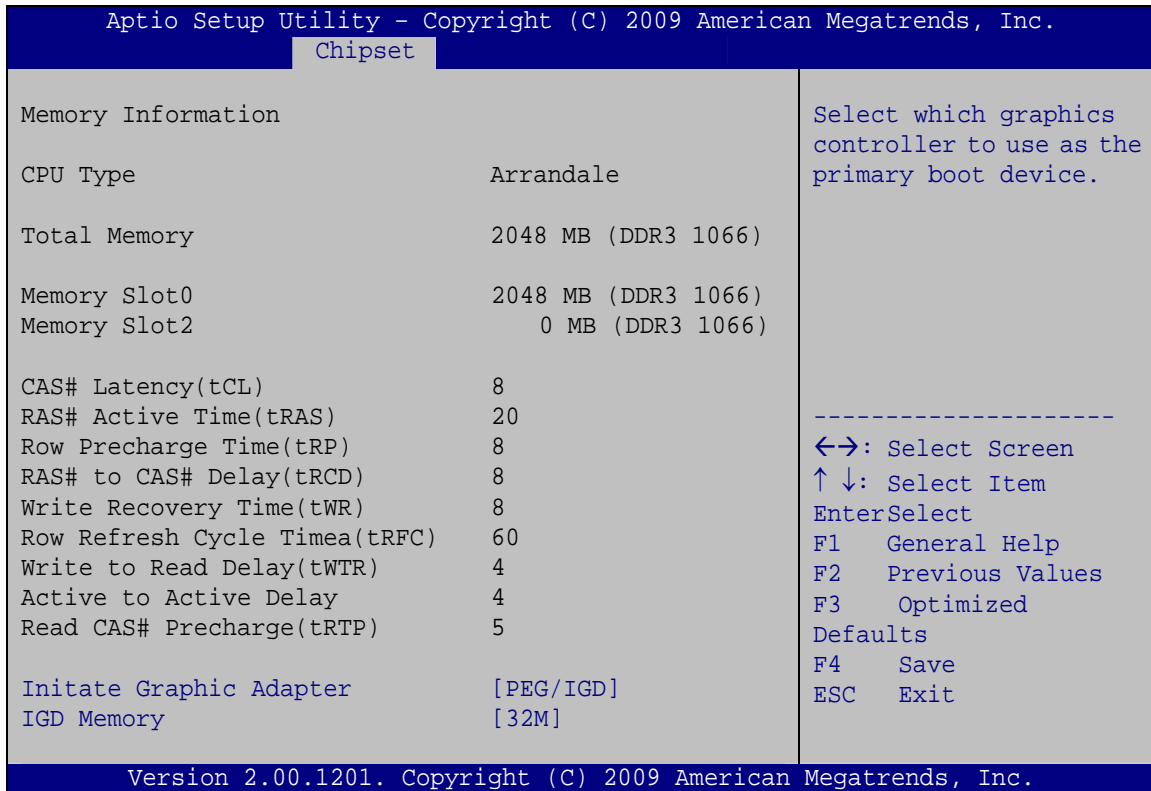 Aptio Setup Utility – Copyright (C) 2009 American Megatrends, Inc.
Chipset
Memory Information
CPU Type Arrandale
Total Memory 2048 MB (DDR3 1066)
Memory Slot0 2048 MB (DDR3 1066)
Memory Slot2 0 MB (DDR3 1066)
CAS# Latency(tCL) 8
RAS# Active Time(tRAS) 20
Row Precharge Time(tRP) 8
RAS# to CAS# Delay(tRCD) 8
Write Recovery Time(tWR) 8
Row Refresh Cycle Timea(tRFC) 60
Write to Read Delay(tWTR) 4
Active to Active Delay 4
Read CAS# Precharge(tRTP) 5
Initate Graphic Adapter [PEG/IGD]
IGD Memory [32M]
Select which graphics
controller to use as the
primary boot device.
---------------------
←→: Select Screen
↑ ↓: Select Item
EnterSelect
F1 General Help
F2 Previous Values
F3 Optimized
Defaults
F4 Save
ESC Exit
Version 2.00.1201. Copyright (C) 2009 American Megatrends, Inc.